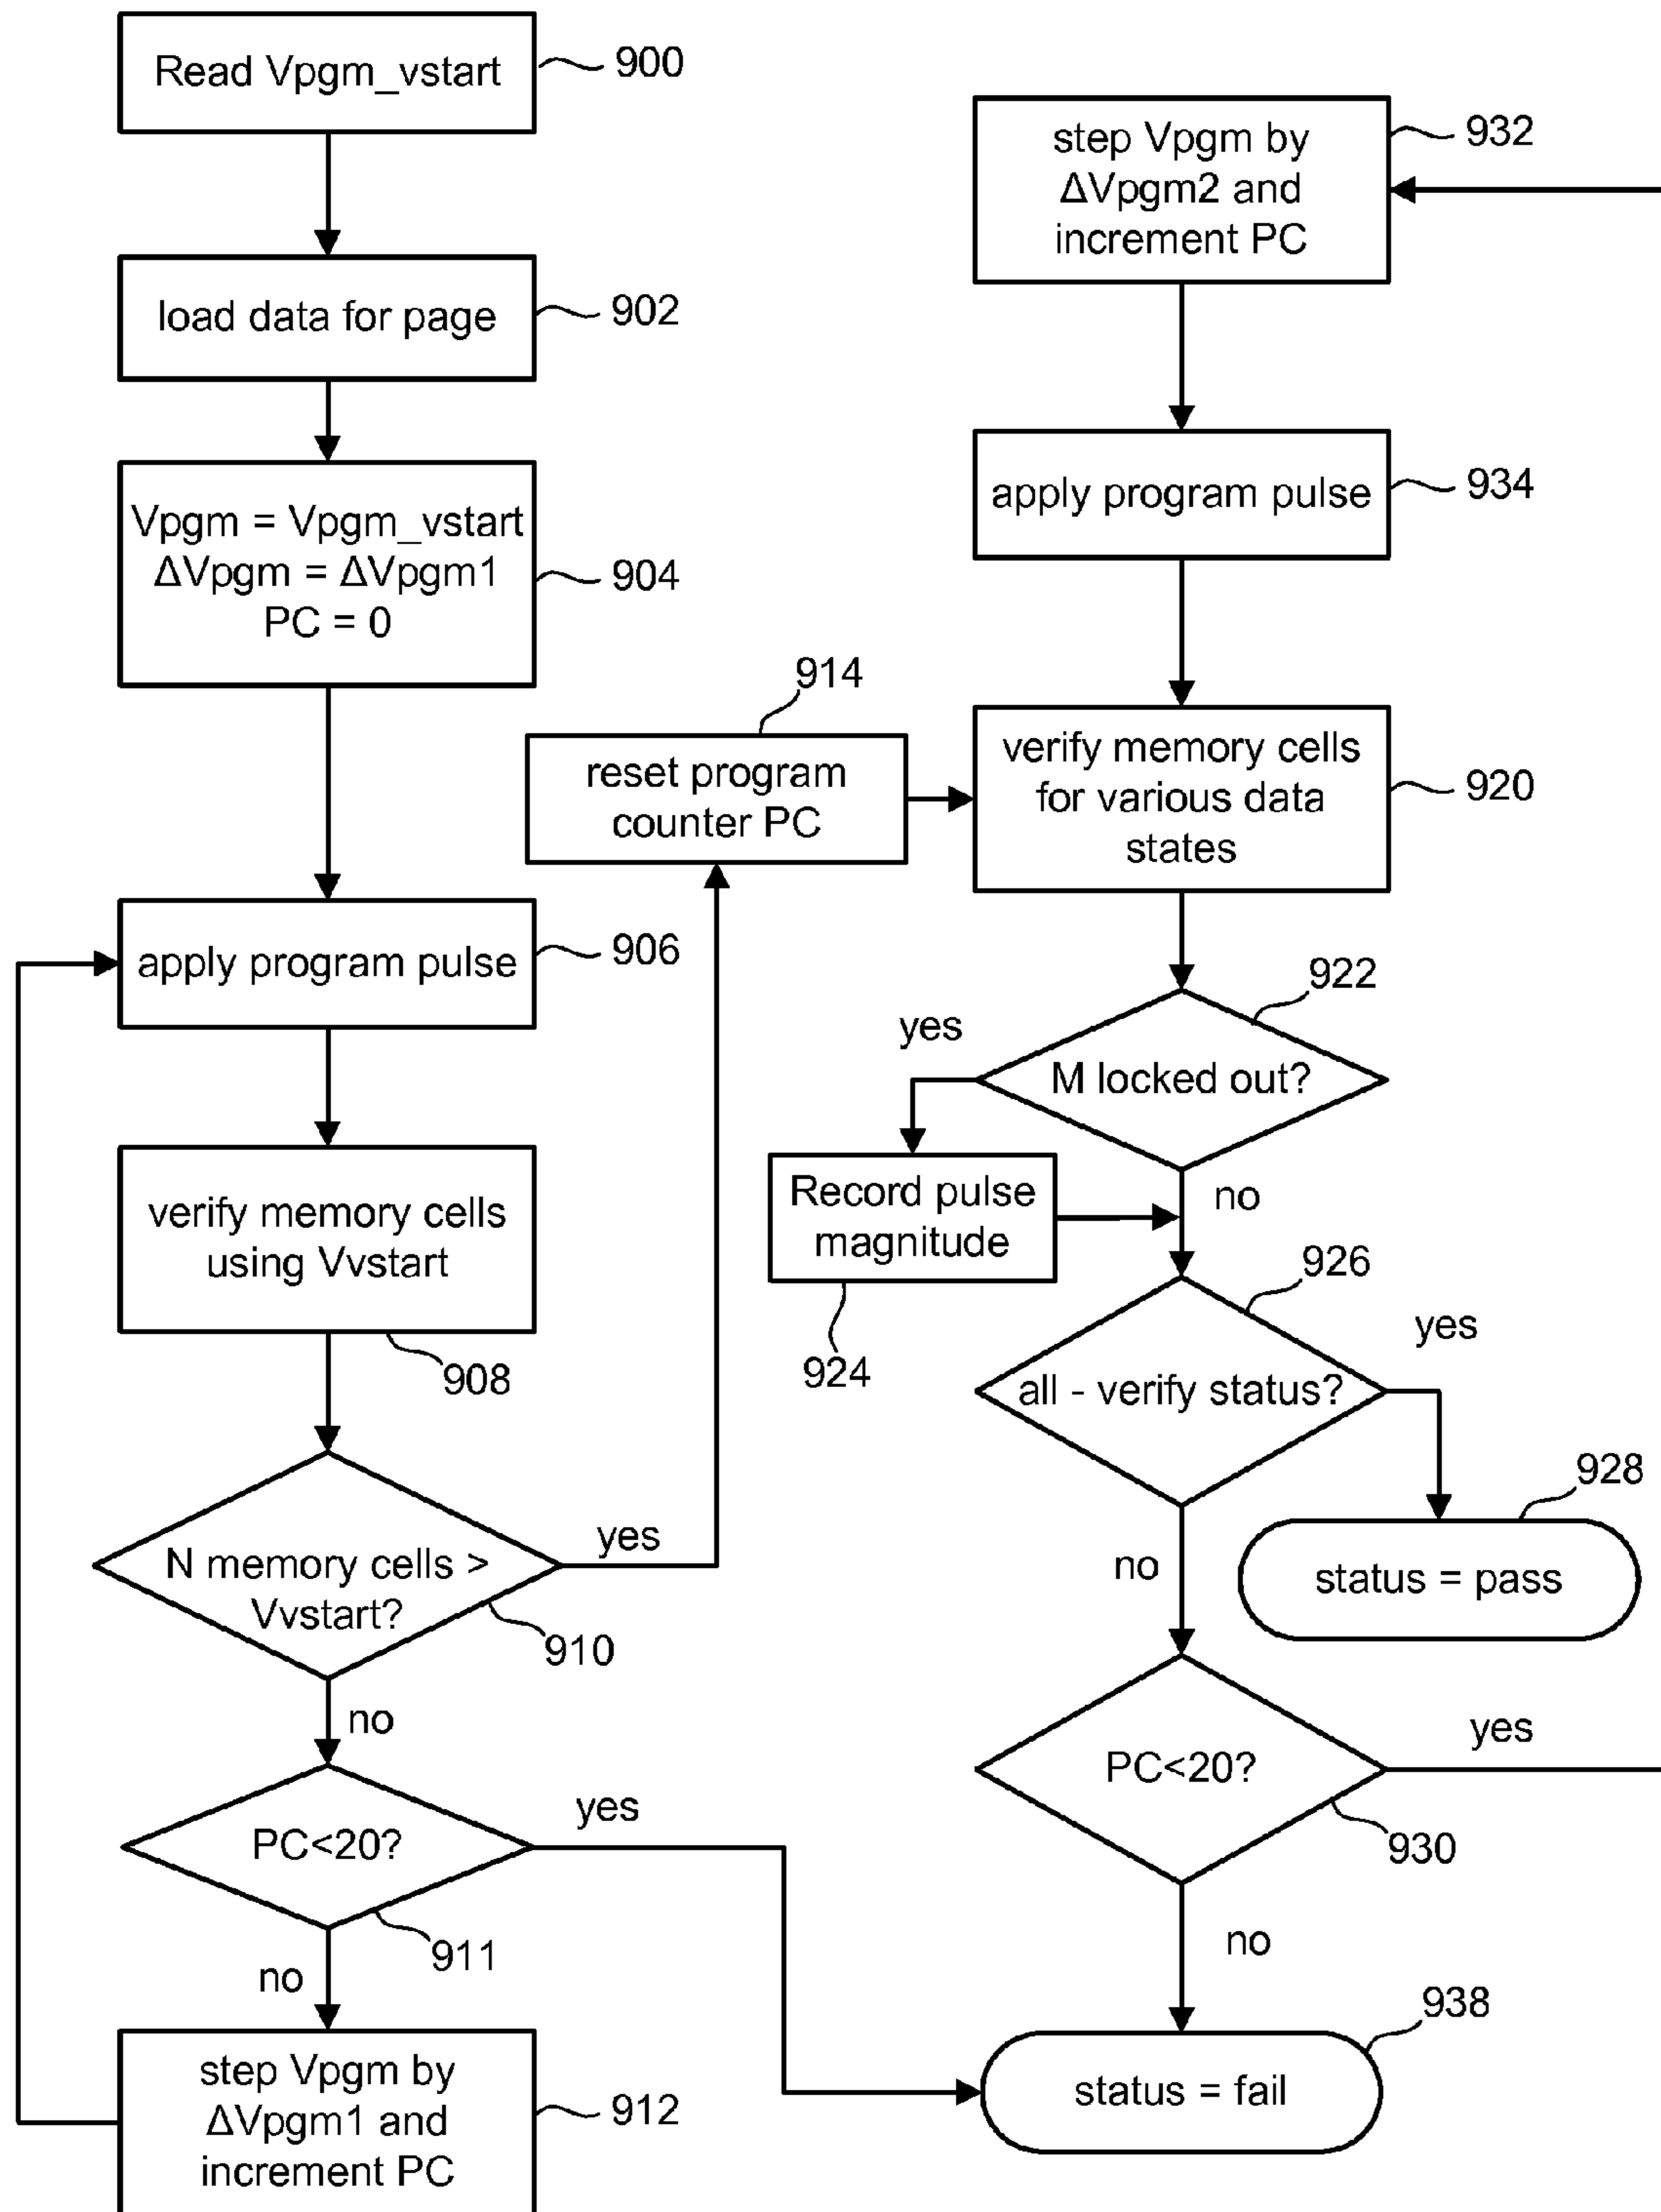 Read Vpgm_vstart
900
load data for page
902
Vpgm = Vpgm_vstart
ΔVpgm = ΔVpgm1
PC = 0
904
apply program pulse
906
verify memory cells
using Vvstart
908
N memory cells >
Vvstart?
910
yes
no
PC<20?
911
yes
no
step Vpgm by
ΔVpgm1 and
increment PC
912
914
reset program
counter PC
step Vpgm by
ΔVpgm2 and
increment PC
932
apply program pulse
934
verify memory cells
for various data
states
920
922
yes
M locked out?
no
Record pulse
magnitude
924
926
all - verify status?
yes
no
928
status = pass
PC<20?
yes
930
no
938
status = fail